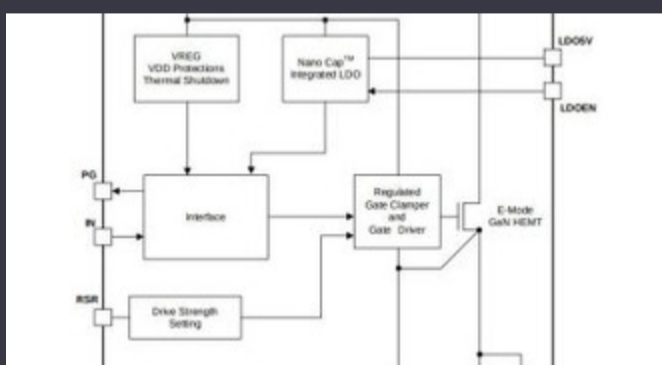 VREG
VDD Protections
Thermal Shutdown
Nano Cap™
Integrated LDO
LDO5V
LDOEN
PG
IN
Interface
Regulated
Gate Clamper
and
Gate Driver
E-Mode
GaN HEMT
RSR
Drive Strength
Setting